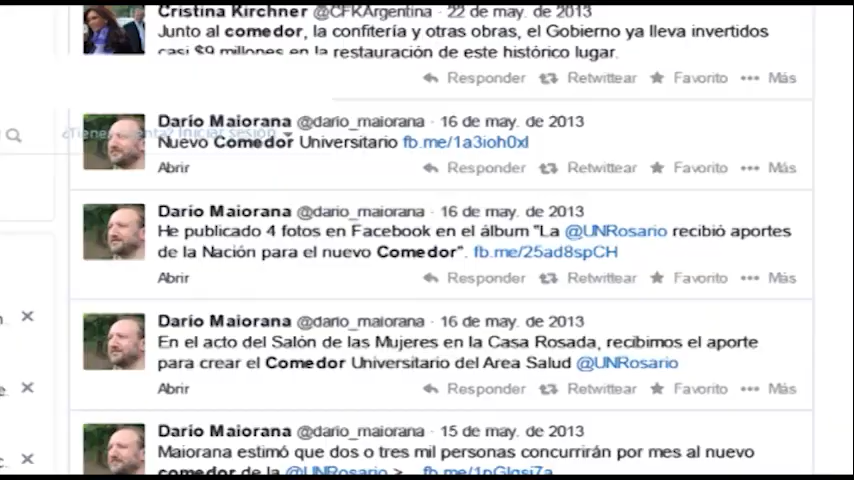 Cristina Kirchner @CFKArgentina · 22 de may. de 2013
Junto al comedor, la confitería y otras obras, el Gobierno ya lleva invertidos
casi $9 millones en la restauración de este histórico lugar.
Responder Retwittear Favorito Más
Iniciar sesión
Darío Maiorana @dario_maiorana · 16 de may. de 2013
Nuevo Comedor Universitario fb.me/1a3ioh0xl
Abrir Responder Retwittear Favorito Más
Darío Maiorana @dario_maiorana · 16 de may. de 2013
He publicado 4 fotos en Facebook en el álbum "La @UNRosario recibió aportes
de la Nación para el nuevo Comedor". fb.me/25ad8spCH
Abrir Responder Retwittear Favorito Más
Darío Maiorana @dario_maiorana · 16 de may. de 2013
En el acto del Salón de las Mujeres en la Casa Rosada, recibimos el aporte
para crear el Comedor Universitario del Area Salud @UNRosario
Abrir Responder Retwittear Favorito Más
Darío Maiorana @dario_maiorana · 15 de may. de 2013
Maiorana estimó que dos o tres mil personas concurrirán por mes al nuevo
comedor de la @UNRosario >